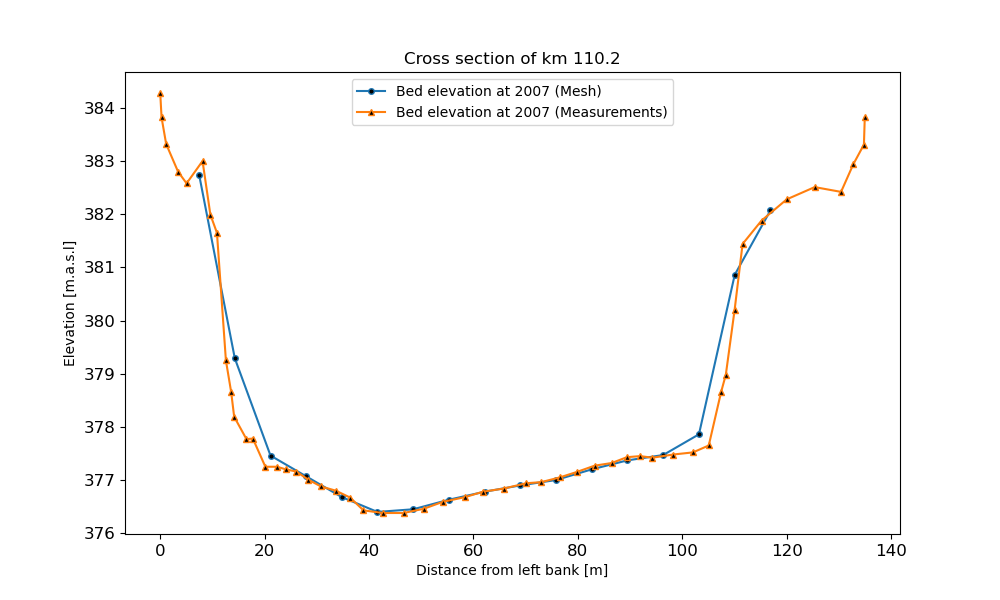 Cross section of km 110.2
Bed elevation at 2007 (Mesh)
Bed elevation at 2007 (Measurements)
Elevation [m.a.s.l]
384
383
382
381
380
379
378
377
376
0 20 40 60 80 100 120 140
Distance from left bank [m]